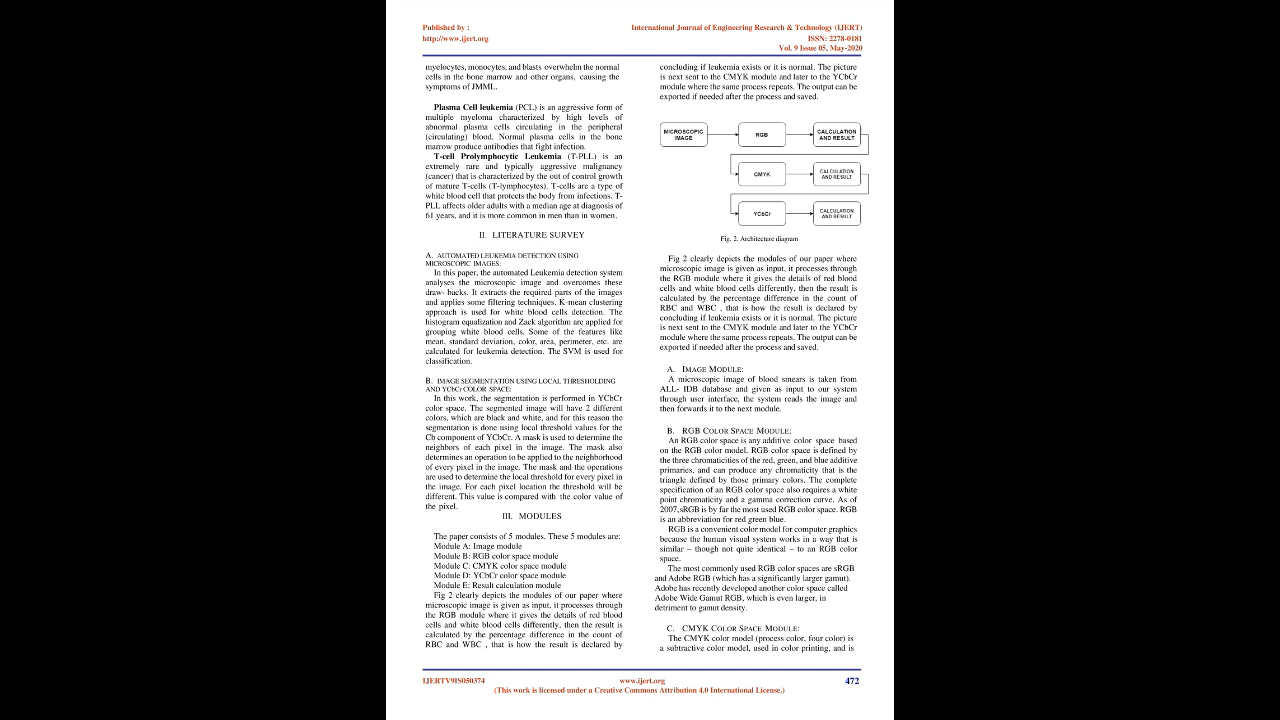 Published by :
http://www.ijert.org
International Journal of Engineering Research & Technology (IJERT)
ISSN: 2278-0181
Vol. 9 Issue 05, May-2020
myelocytes, monocytes, and blasts overwhelm the normal
cells in the bone marrow and other organs, causing the
symptoms of JMML.
Plasma Cell leukemia (PCL) is an aggressive form of
multiple myeloma characterized by high levels of
abnormal plasma cells circulating in the peripheral
(circulating) blood. Normal plasma cells in the bone
marrow produce antibodies that fight infection.
T-cell Prolymphocytic Leukemia (T-PLL) is an
extremely rare and typically aggressive malignancy
(cancer) that is characterized by the out of control growth
of mature T-cells (T-lymphocytes). T-cells are a type of
white blood cell that protects the body from infections. T-
PLL affects older adults with a median age at diagnosis of
61 years, and it is more common in men than in women.
II. LITERATURE SURVEY
A. AUTOMATED LEUKEMIA DETECTION USING
MICROSCOPIC IMAGES:
In this paper, the automated Leukemia detection system
analyses the microscopic image and overcomes these
draw- backs. It extracts the required parts of the images
and applies some filtering techniques. K-mean clustering
approach is used for white blood cells detection. The
histogram equalization and Zack algorithm are applied for
grouping white blood cells. Some of the features like
mean, standard deviation, color, area, perimeter, etc. are
calculated for leukemia detection. The SVM is used for
classification.
B. IMAGE SEGMENTATION USING LOCAL THRESHOLDING
AND YCbCr COLOR SPACE:
In this work, the segmentation is performed in YCbCr
color space. The segmented image will have 2 different
colors, which are black and white, and for this reason the
segmentation is done using local threshold values for the
Cb component of YCbCr. A mask is used to determine the
neighbors of each pixel in the image. The mask also
determines an operation to be applied to the neighborhood
of every pixel in the image. The mask and the operations
are used to determine the local threshold for every pixel in
the image. For each pixel location the threshold will be
different. This value is compared with the color value of
the pixel.
III. MODULES
The paper consists of 5 modules. These 5 modules are:
Module A: Image module
Module B: RGB color space module
Module C: CMYK color space module
Module D: YCbCr color space module
Module E: Result calculation module
Fig 2 clearly depicts the modules of our paper where
microscopic image is given as input, it processes through
the RGB module where it gives the details of red blood
cells and white blood cells differently, then the result is
calculated by the percentage difference in the count of
RBC and WBC , that is how the result is declared by
concluding if leukemia exists or it is normal. The picture
is next sent to the CMYK module and later to the YCbCr
module where the same process repeats. The output can be
exported if needed after the process and saved.
MICROSCOPIC
IMAGE
RGB
CALCULATION
AND RESULT
CMYK
CALCULATION
AND RESULT
YCbCr
CALCULATION
AND RESULT
Fig. 2. Architecture diagram
Fig 2 clearly depicts the modules of our paper where
microscopic image is given as input, it processes through
the RGB module where it gives the details of red blood
cells and white blood cells differently, then the result is
calculated by the percentage difference in the count of
RBC and WBC , that is how the result is declared by
concluding if leukemia exists or it is normal. The picture
is next sent to the CMYK module and later to the YCbCr
module where the same process repeats. The output can be
exported if needed after the process and saved.
A. IMAGE MODULE:
A microscopic image of blood smears is taken from
ALL- IDB database and given as input to our system
through user interface, the system reads the image and
then forwards it to the next module.
B. RGB COLOR SPACE MODULE:
An RGB color space is any additive color space based
on the RGB color model. RGB color space is defined by
the three chromaticities of the red, green, and blue additive
primaries, and can produce any chromaticity that is the
triangle defined by those primary colors. The complete
specification of an RGB color space also requires a white
point chromaticity and a gamma correction curve. As of
2007,sRGB is by far the most used RGB color space. RGB
is an abbreviation for red green blue.
RGB is a convenient color model for computer graphics
because the human visual system works in a way that is
similar – though not quite identical – to an RGB color
space.
The most commonly used RGB color spaces are sRGB
and Adobe RGB (which has a significantly larger gamut).
Adobe has recently developed another color space called
Adobe Wide Gamut RGB, which is even larger, in
detriment to gamut density.
C. CMYK COLOR SPACE MODULE:
The CMYK color model (process color, four color) is
a subtractive color model, used in color printing, and is
IJERTV9IS050374
www.ijert.org
472
(This work is licensed under a Creative Commons Attribution 4.0 International License.)